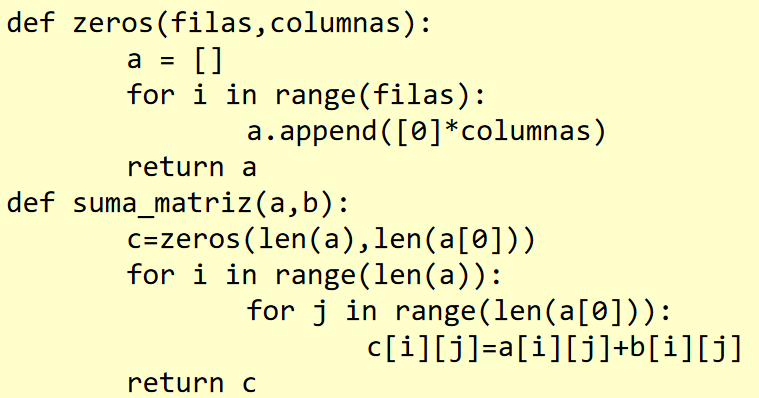 def zeros(filas,columnas):
a = []
for i in range(filas):
a.append([0]*columnas)
return a
def suma_matriz(a,b):
c=zeros(len(a),len(a[0]))
for i in range(len(a)):
for j in range(len(a[0])):
c[i][j]=a[i][j]+b[i][j]
return c